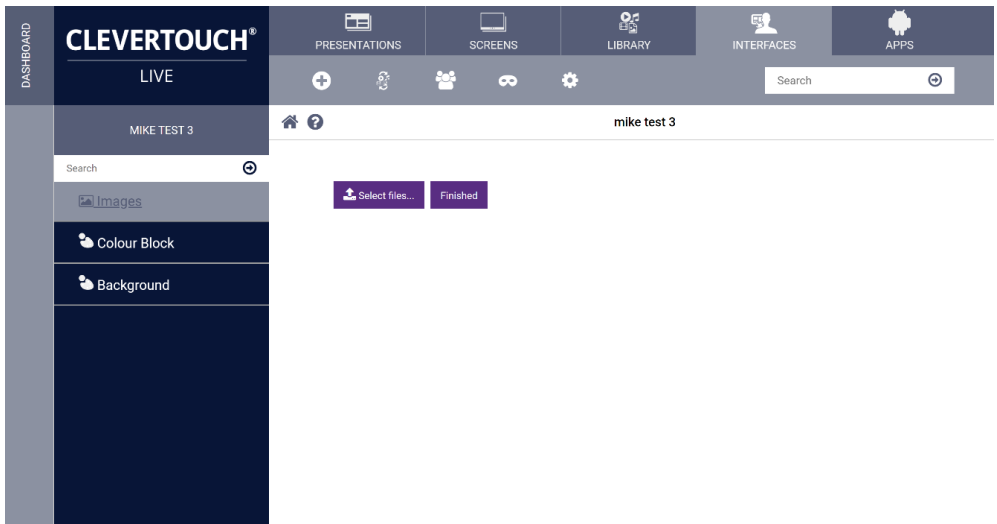 DASHBOARD
CLEVERTOUCH®
LIVE
PRESENTATIONS
SCREENS
LIBRARY
INTERFACES
APPS
Search
MIKE TEST 3
mike test 3
Search
Images
Colour Block
Background
Select files...
Finished